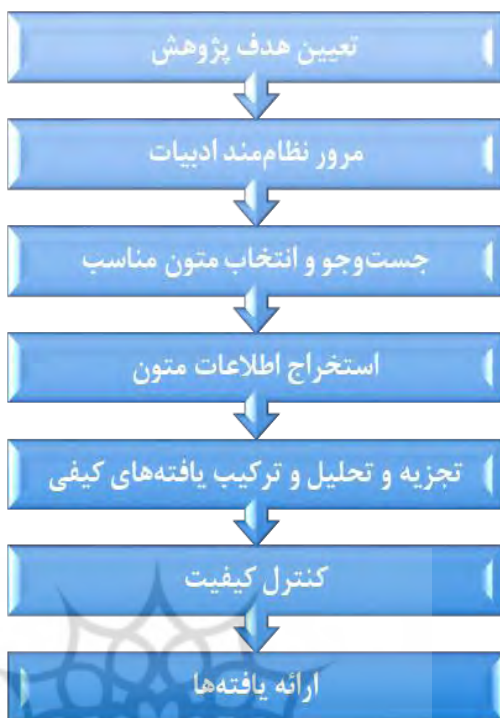 تعیین هدف پژوهش
مرور نظام‌مند ادبیات
جست‌وجو و انتخاب متون مناسب
استخراج اطلاعات متون
تجزیه و تحلیل و ترکیب یافته‌های کیفی
کنترل کیفیت
ارائه یافته‌ها